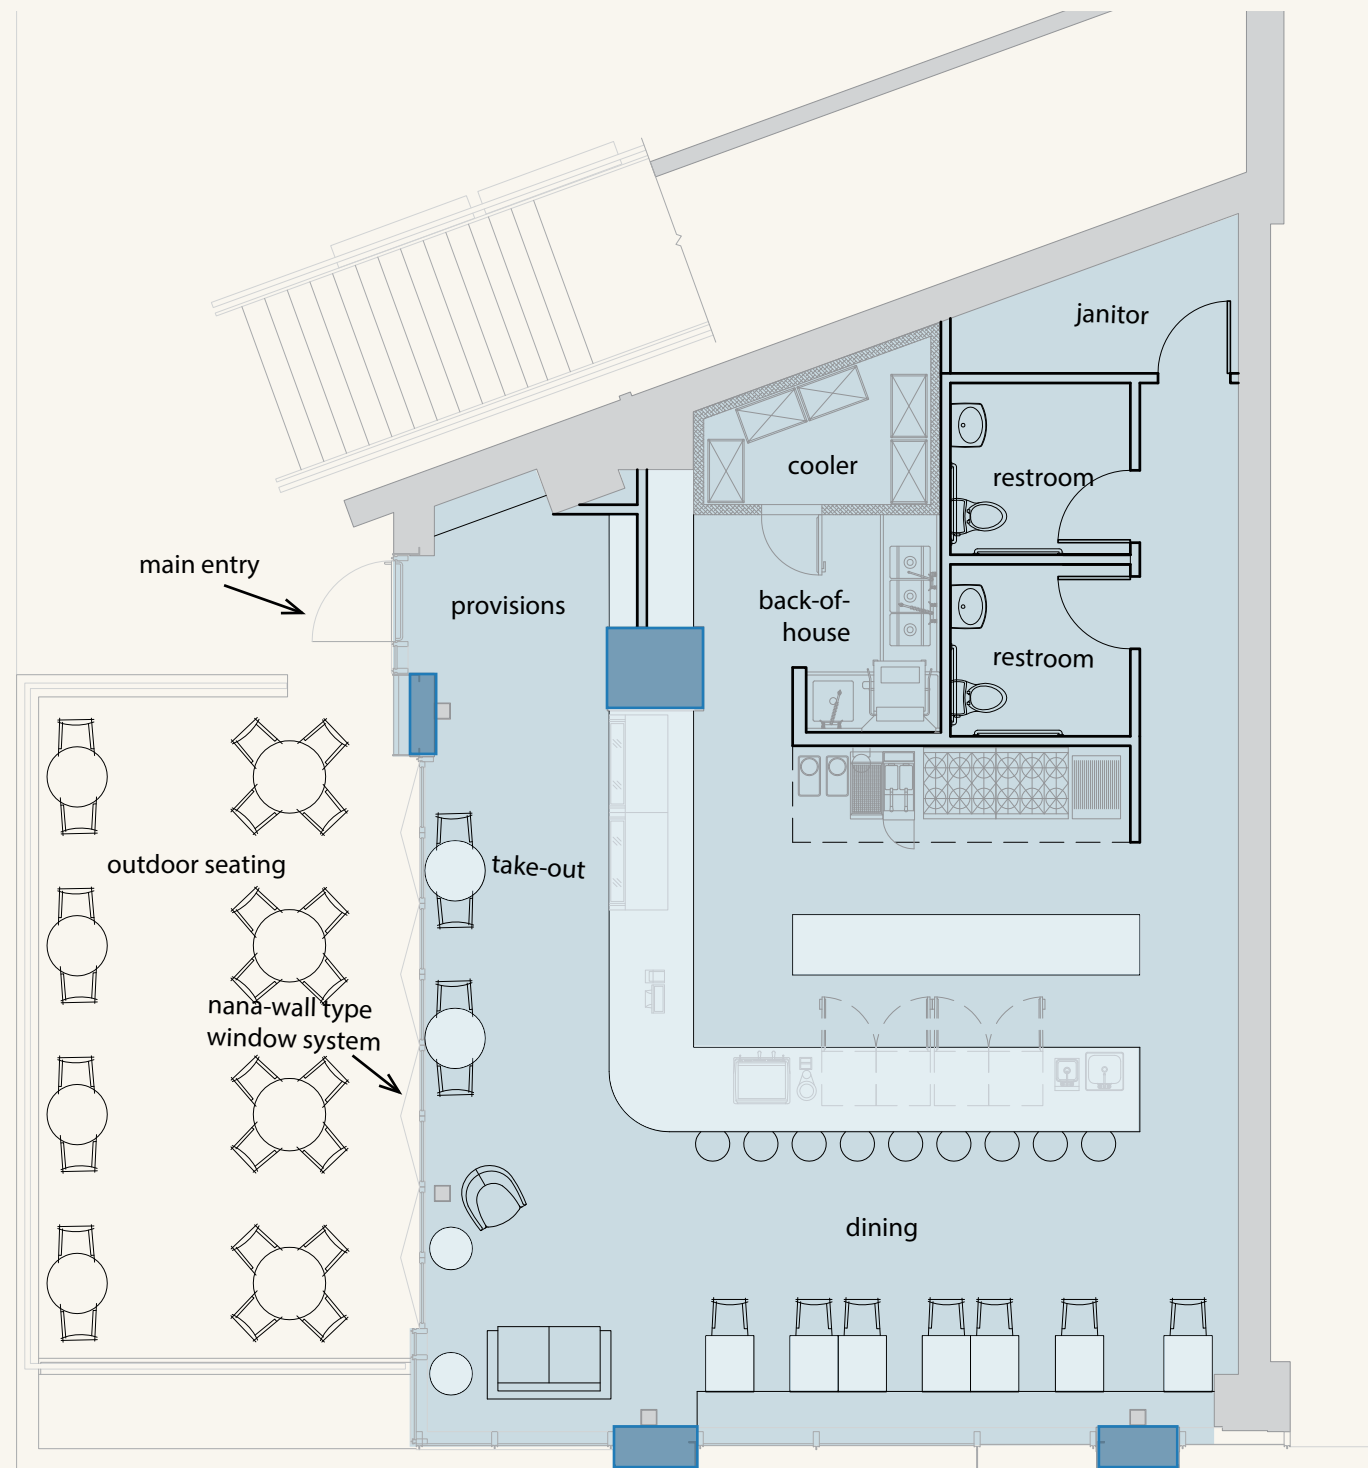 janitor
cooler
restroom
main entry
provisions
back-of-
house
restroom
outdoor seating
take-out
nana-wall type
window system
dining